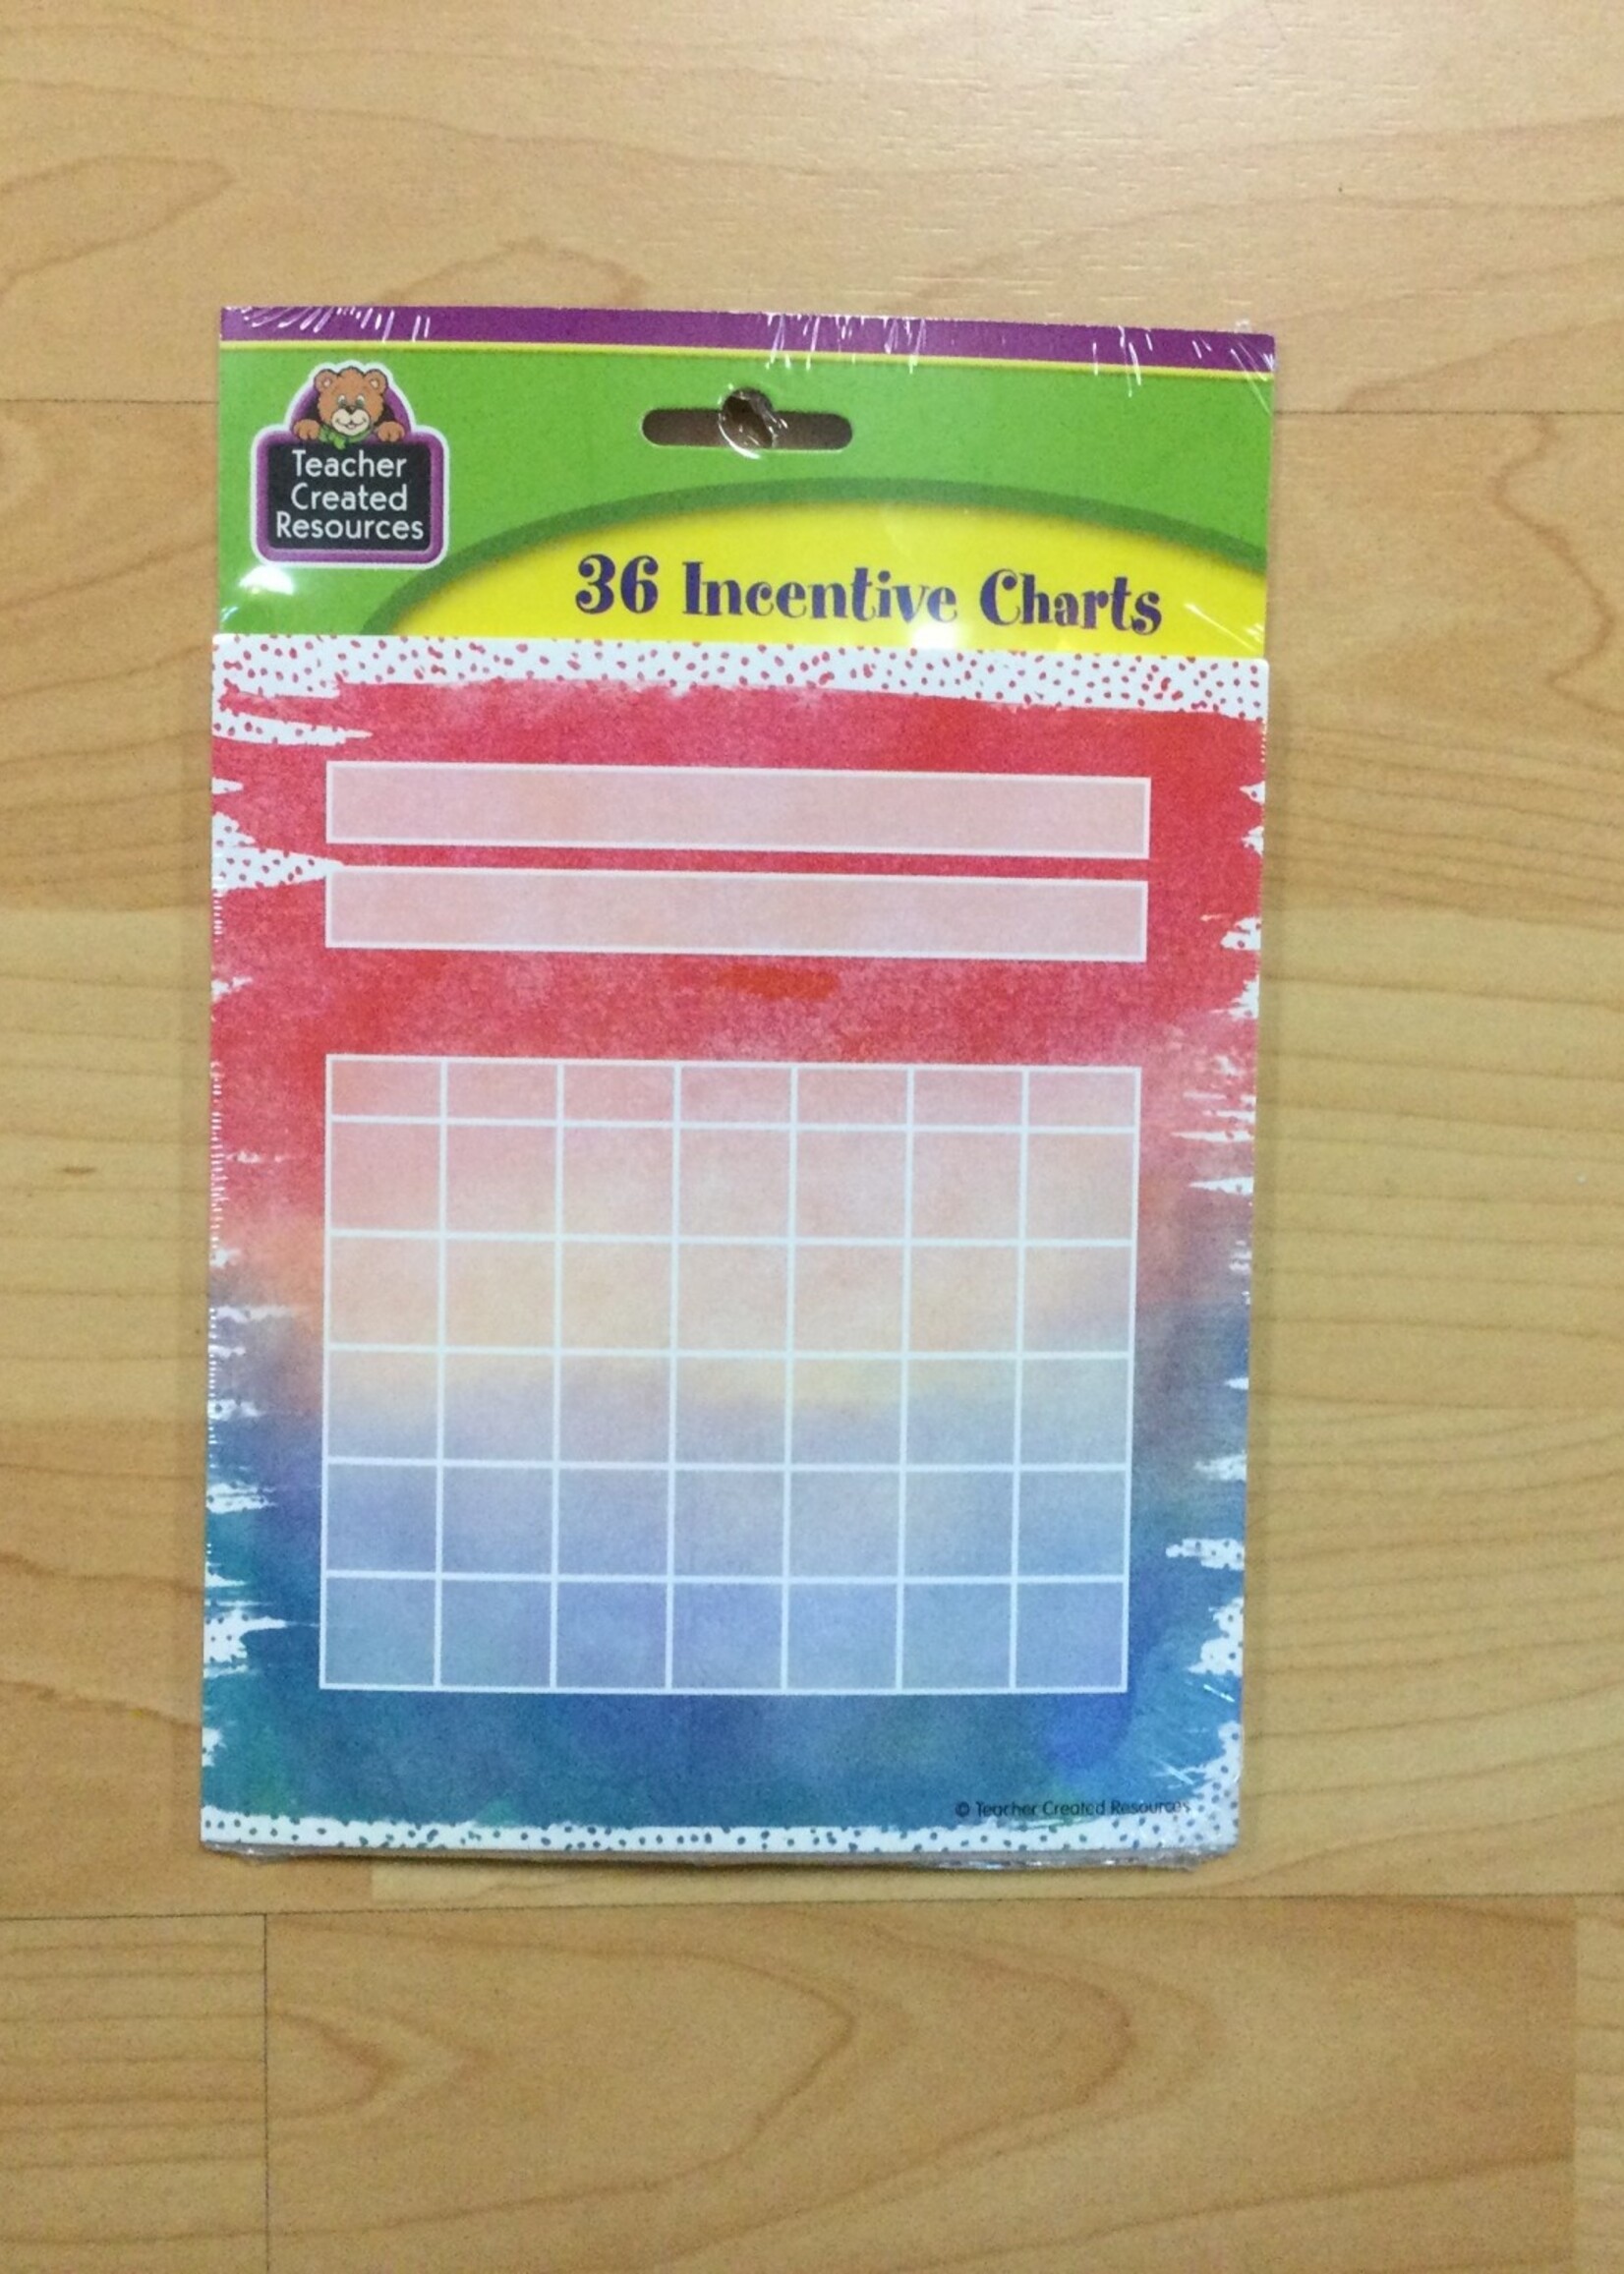 Teacher
Created
Resources
36 Incentive Charts
© Teacher Created Resources